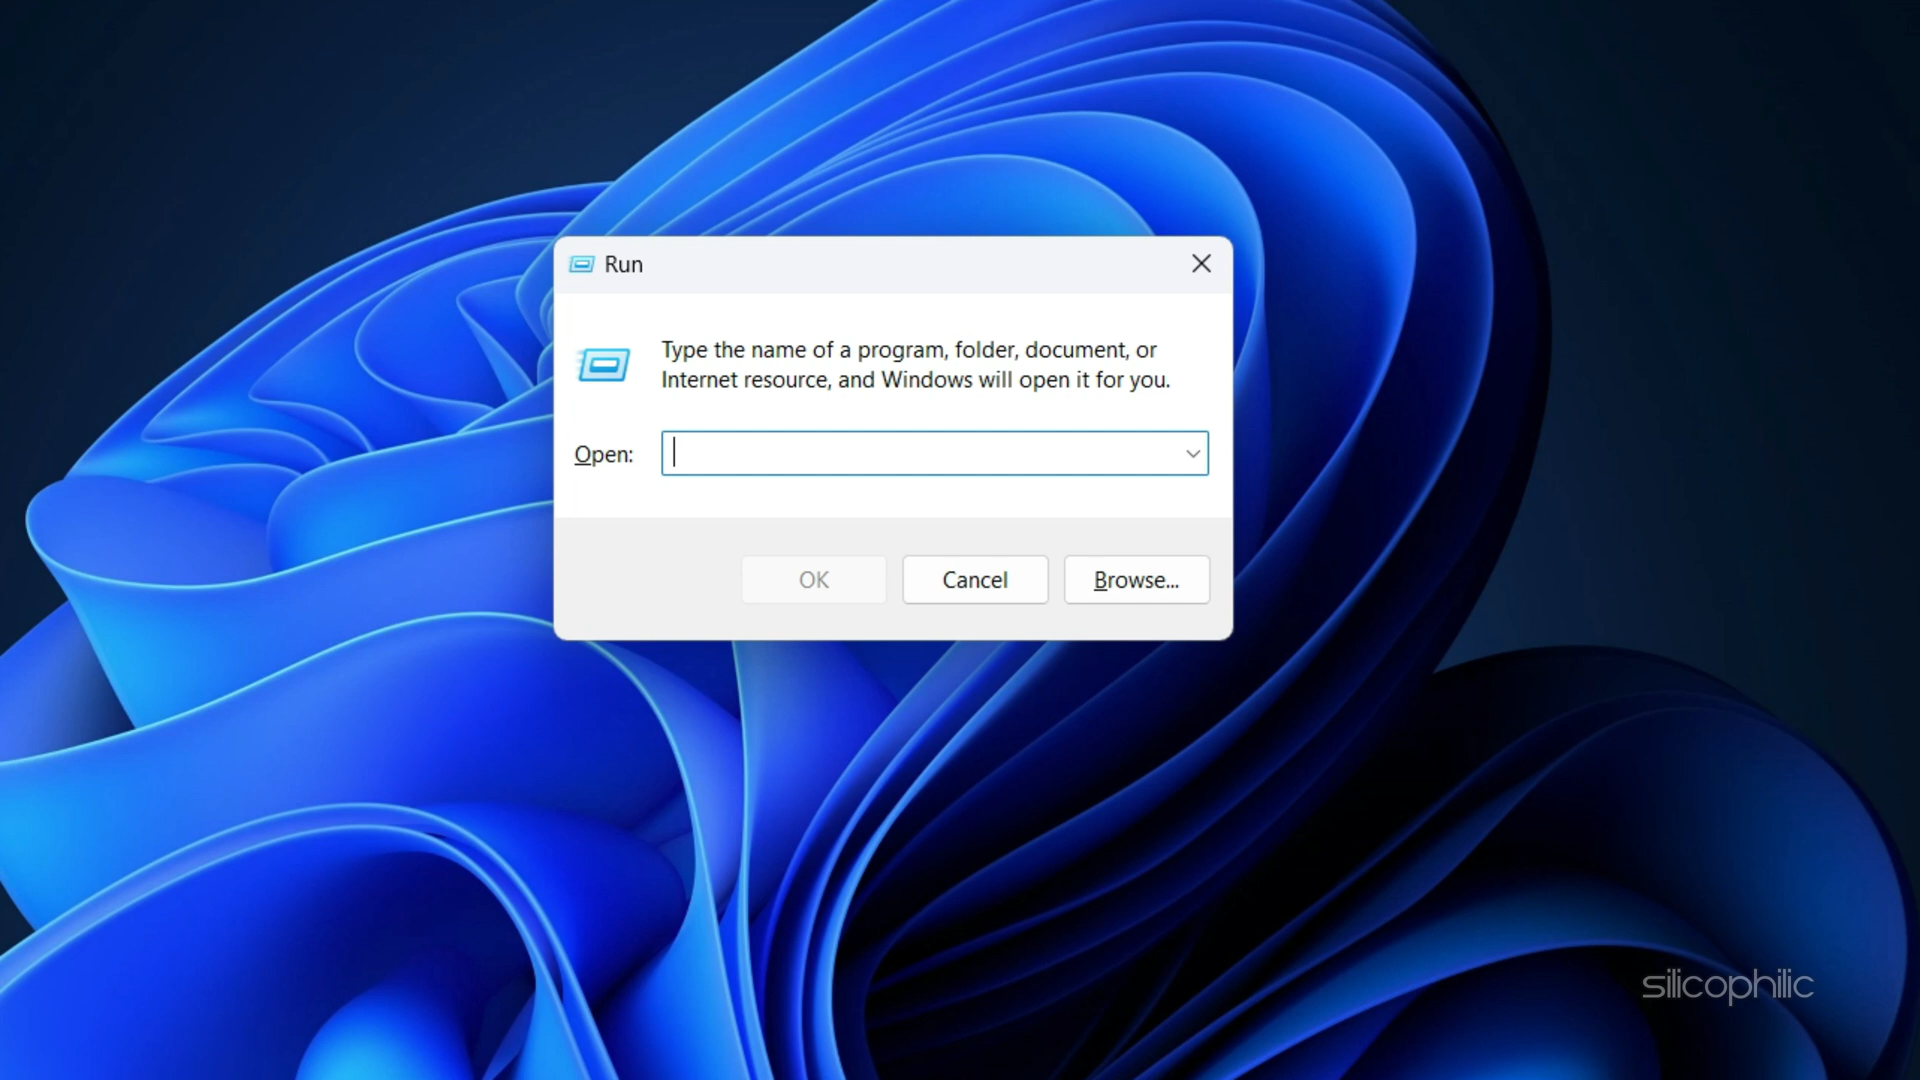 Run
Type the name of a program, folder, document, or
Internet resource, and Windows will open it for you.
Open:
OK
Cancel
Browse...
silicophilic